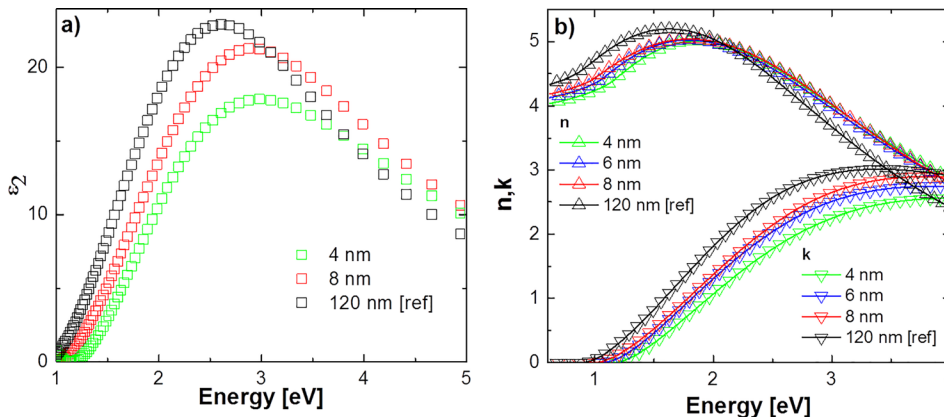 a)
20
10
0
ε2
1
2
3
4
5
Energy [eV]
4 nm
8 nm
120 nm [ref]
b)
5
4
3
2
1
0
n,k
1
2
3
Energy [eV]
n
4 nm
6 nm
8 nm
120 nm [ref]
k
4 nm
6 nm
8 nm
120 nm [ref]